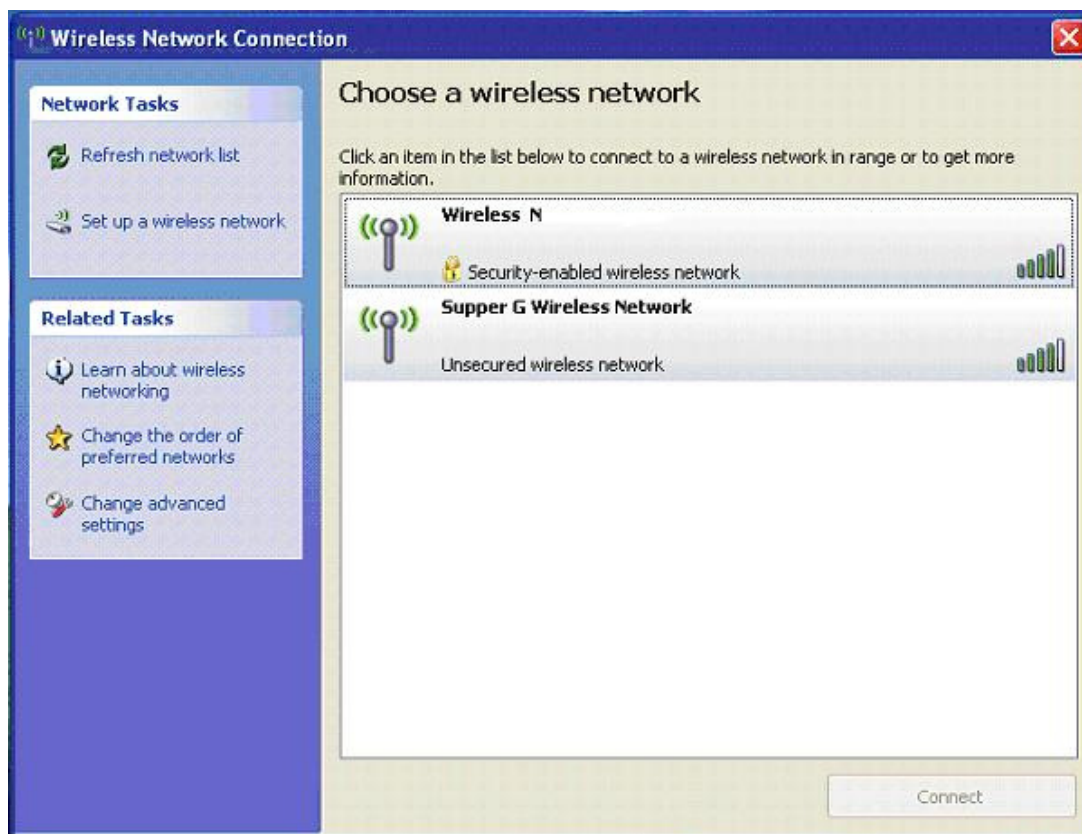 Wireless Network Connection
Network Tasks
Refresh network list
Set up a wireless network
Related Tasks
Learn about wireless
networking
Change the order of
preferred networks
Change advanced
settings
Choose a wireless network
Click an item in the list below to connect to a wireless network in range or to get more
information.
Wireless N
Security-enabled wireless network
Supper G Wireless Network
Unsecured wireless network
Connect